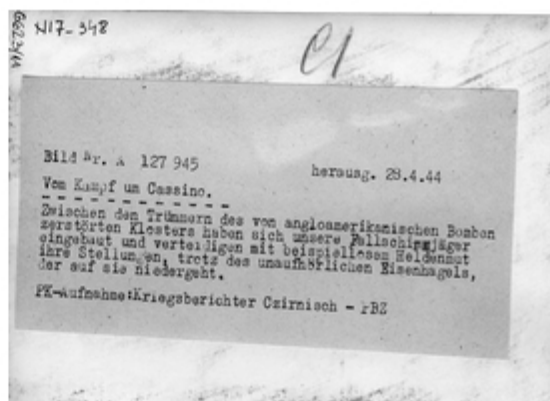 N17-348
C1
Bild Nr. A 127 945 herausg. 28.4.44
Vom Kampf um Cassino.
Zwischen den Trümmern des von angloamerikanischen Bomben
zerstörten Klosters haben sich unsere Fallschirmjäger
eingebaut und verteidigen mit beispiellosem Heldenmut
ihre Stellungen, trotz des unaufhörlichen Eisenhagels,
der auf sie niedergeht.
PK-Aufnahme:Kriegsberichter Czirnisch - PBZ